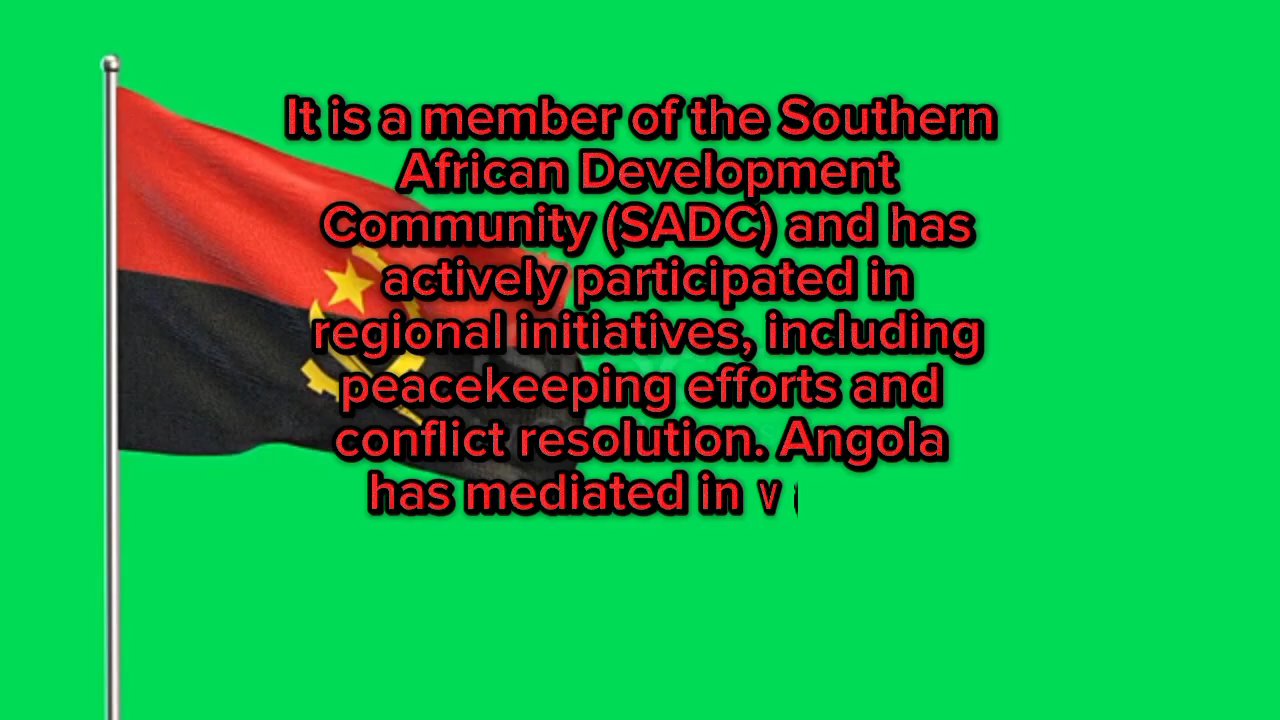 It is a member of the Southern
African Development
Community (SADC) and has
actively participated in
regional initiatives, including
peacekeeping efforts and
conflict resolution. Angola
has mediated in